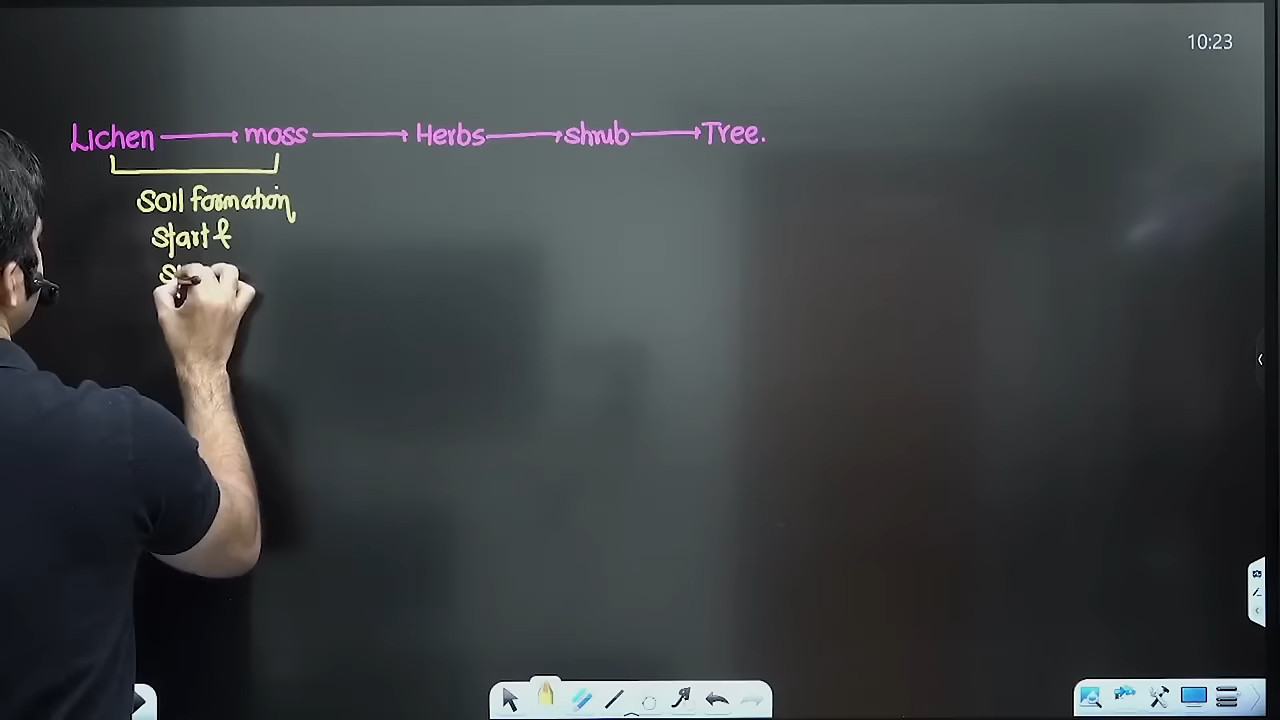 10:23
Lichen → moss → Herbs → shrub → Tree.
Soil formation
start &